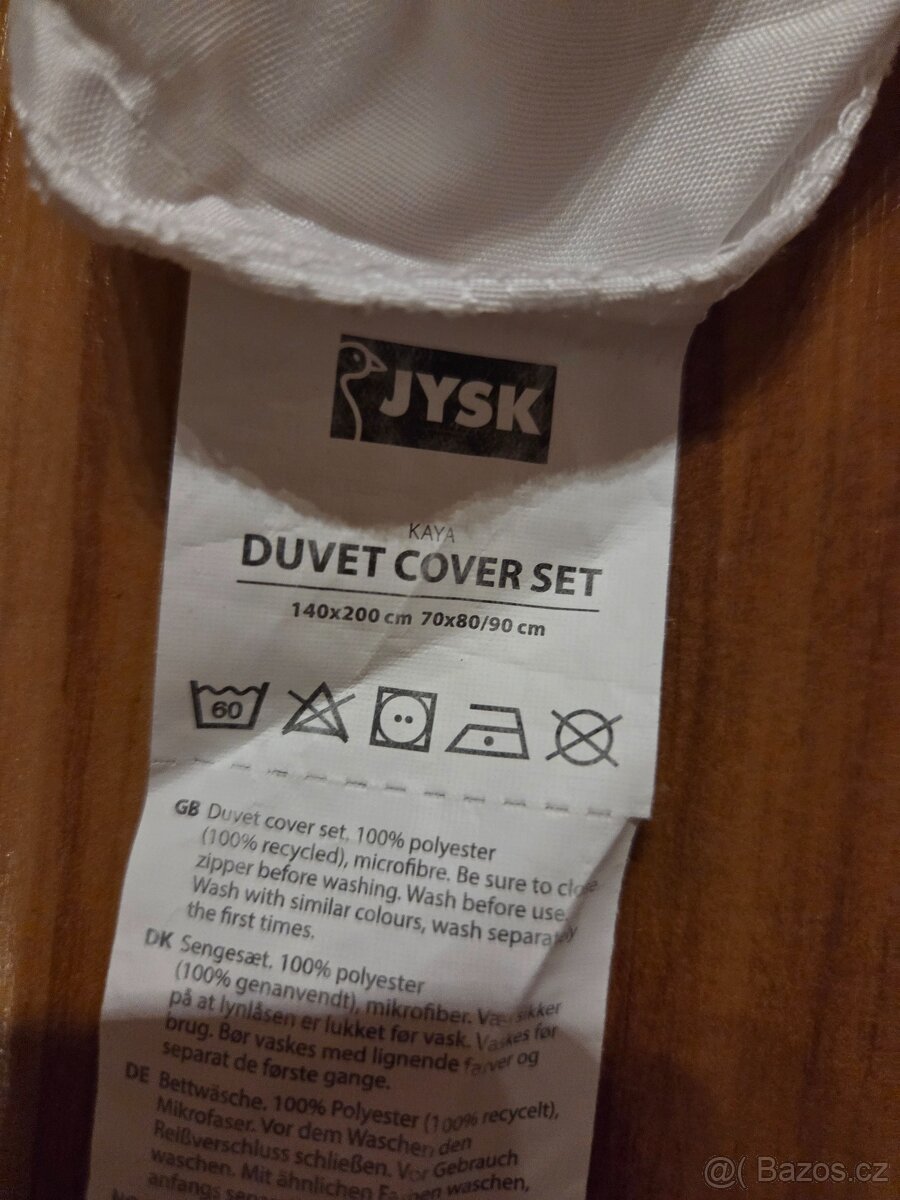 JYSK
KAYA
DUVET COVER SET
140x200 cm 70x80/90 cm
60
GB Duvet cover set. 100% polyester
(100% recycled), microfibre. Be sure to close
zipper before washing. Wash before use.
Wash with similar colours, wash separately
the first times.
DK Sengesæt. 100% polyester
(100% genanvendt), mikrofiber. Vær sikker
på at lynlåsen er lukket før vask. Vaskes før
brug. Bør vaskes med lignende farver og
separat de første gange.
DE Bettwäsche. 100% Polyester (100% recycelt),
Mikrofaser. Vor dem Waschen den
Reißverschluss schließen. Vor Gebrauch
waschen. Mit ähnlichen Farben waschen,
anfangs
@( Bazos.cz